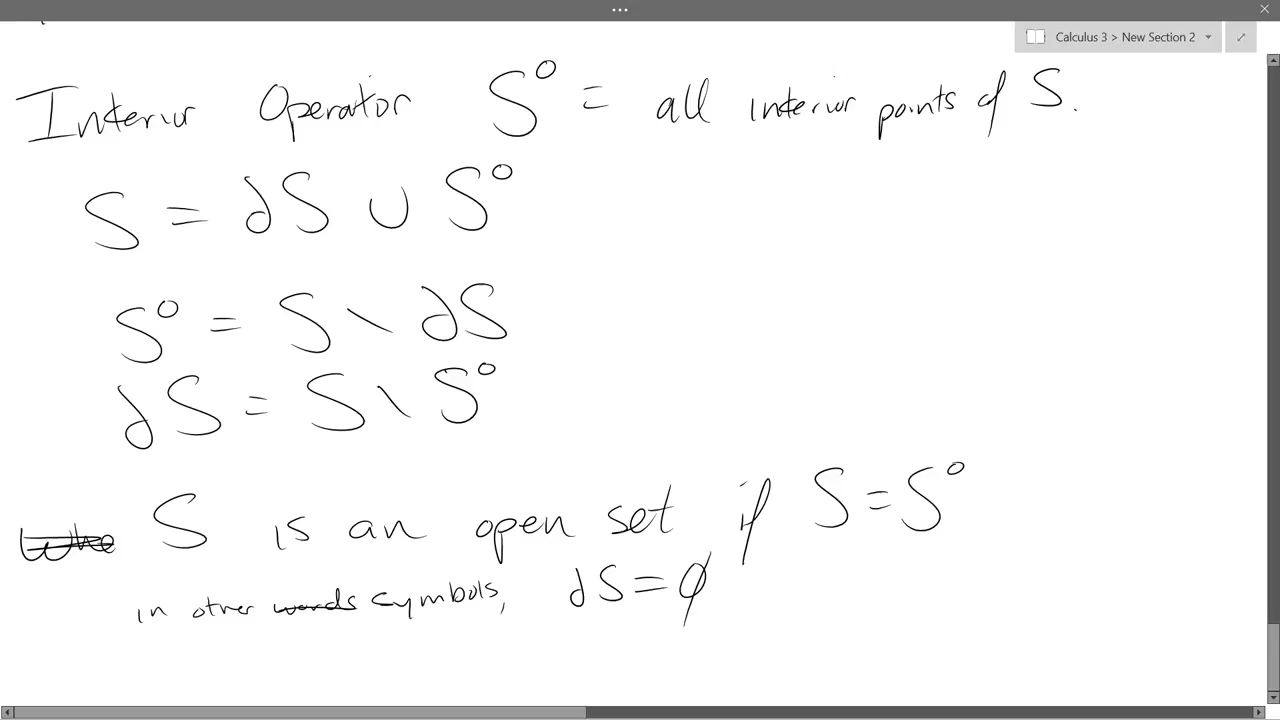 Calculus 3 > New Section 2
Interior Operator S° = all interior points of S.
S = ∂S ∪ S°
S° = S \ ∂S
∂S = S \ S°
S is an open set if S = S°
in other words symbols, ∂S = ∅